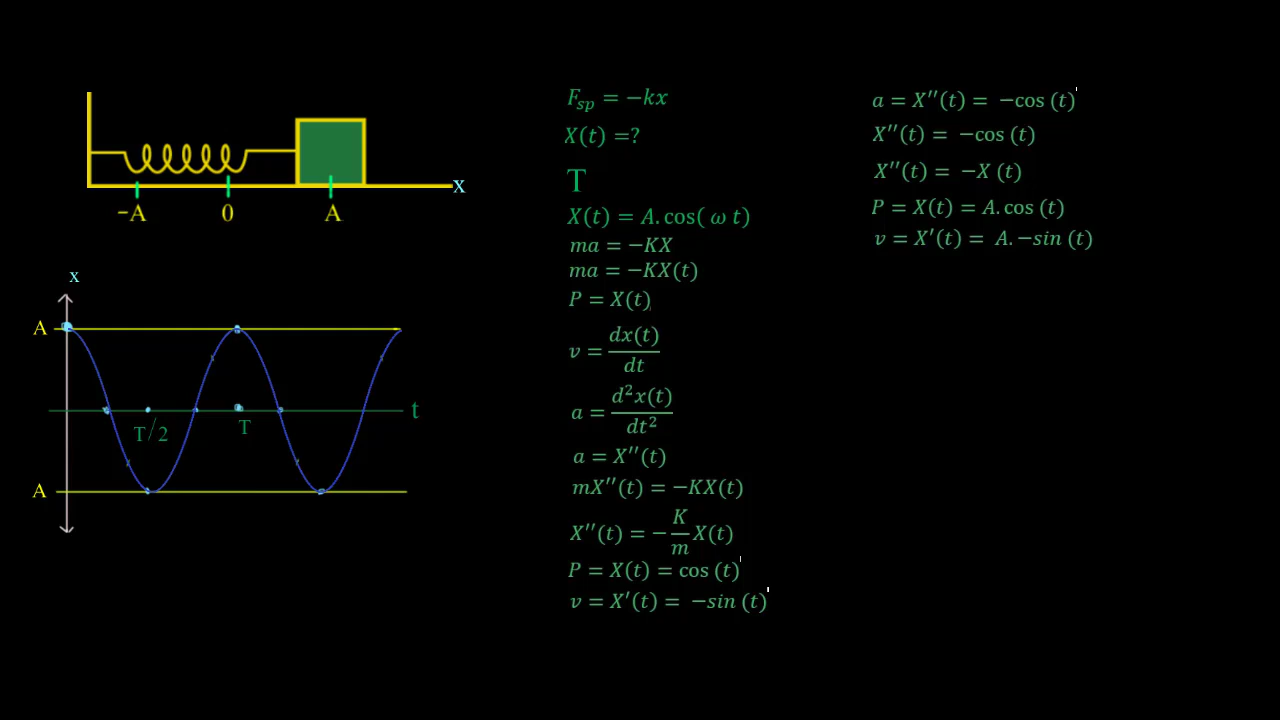 x
−A 0 A
x
A
t
T/2 T
A
F_sp = −kx
X(t) =?
T
X(t) = A.cos( ω t)
ma = −KX
ma = −KX(t)
P = X(t)
v = dx(t)/dt
a = d²x(t)/dt²
a = X′′(t)
mX′′(t) = −KX(t)
X′′(t) = −K/m X(t)
P = X(t) = cos (t)'
v = X′(t) = −sin (t)'
a = X′′(t) = −cos (t)'
X′′(t) = −cos (t)
X′′(t) = −X (t)
P = X(t) = A.cos (t)
v = X′(t) = A.−sin (t)